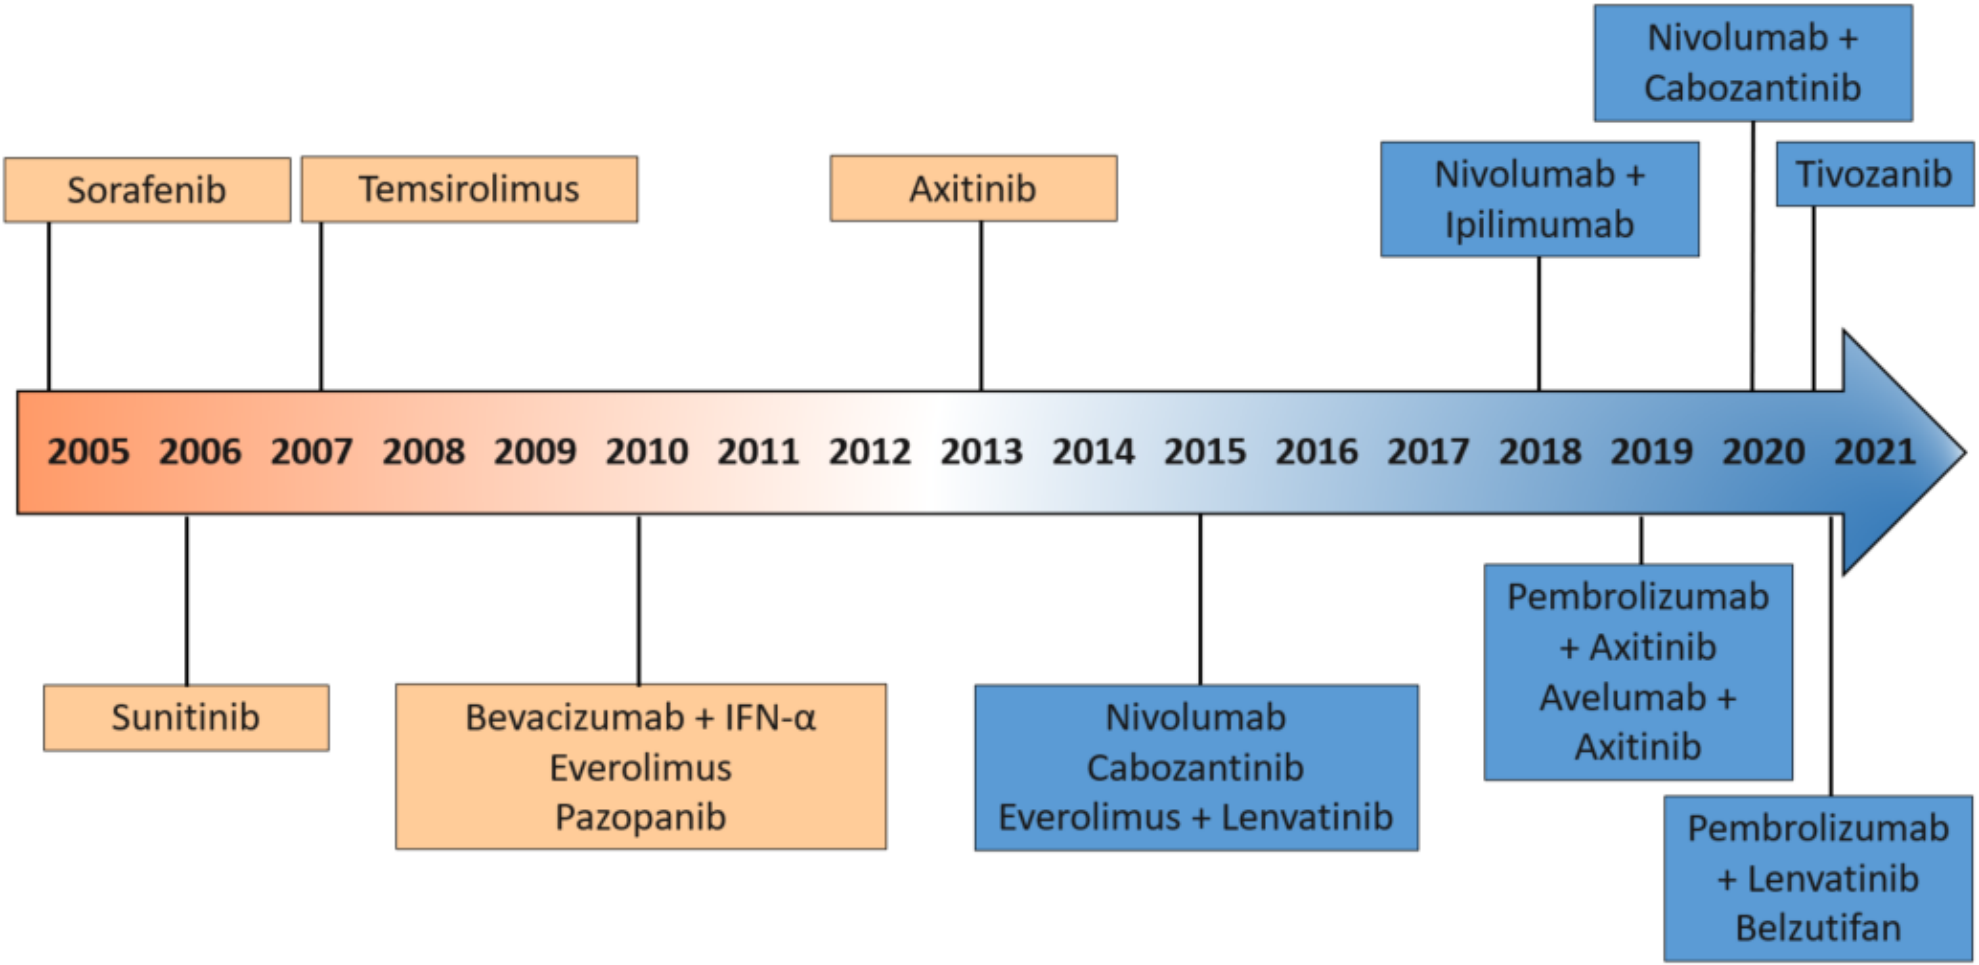 Nivolumab +
Cabozantinib
Sorafenib
Temsirolimus
Axitinib
Nivolumab +
Ipilimumab
Tivozanib
2005 2006 2007 2008 2009 2010 2011 2012 2013 2014 2015 2016 2017 2018 2019 2020 2021
Sunitinib
Bevacizumab + IFN-α
Everolimus
Pazopanib
Nivolumab
Cabozantinib
Everolimus + Lenvatinib
Pembrolizumab
+ Axitinib
Avelumab +
Axitinib
Pembrolizumab
+ Lenvatinib
Belzutifan